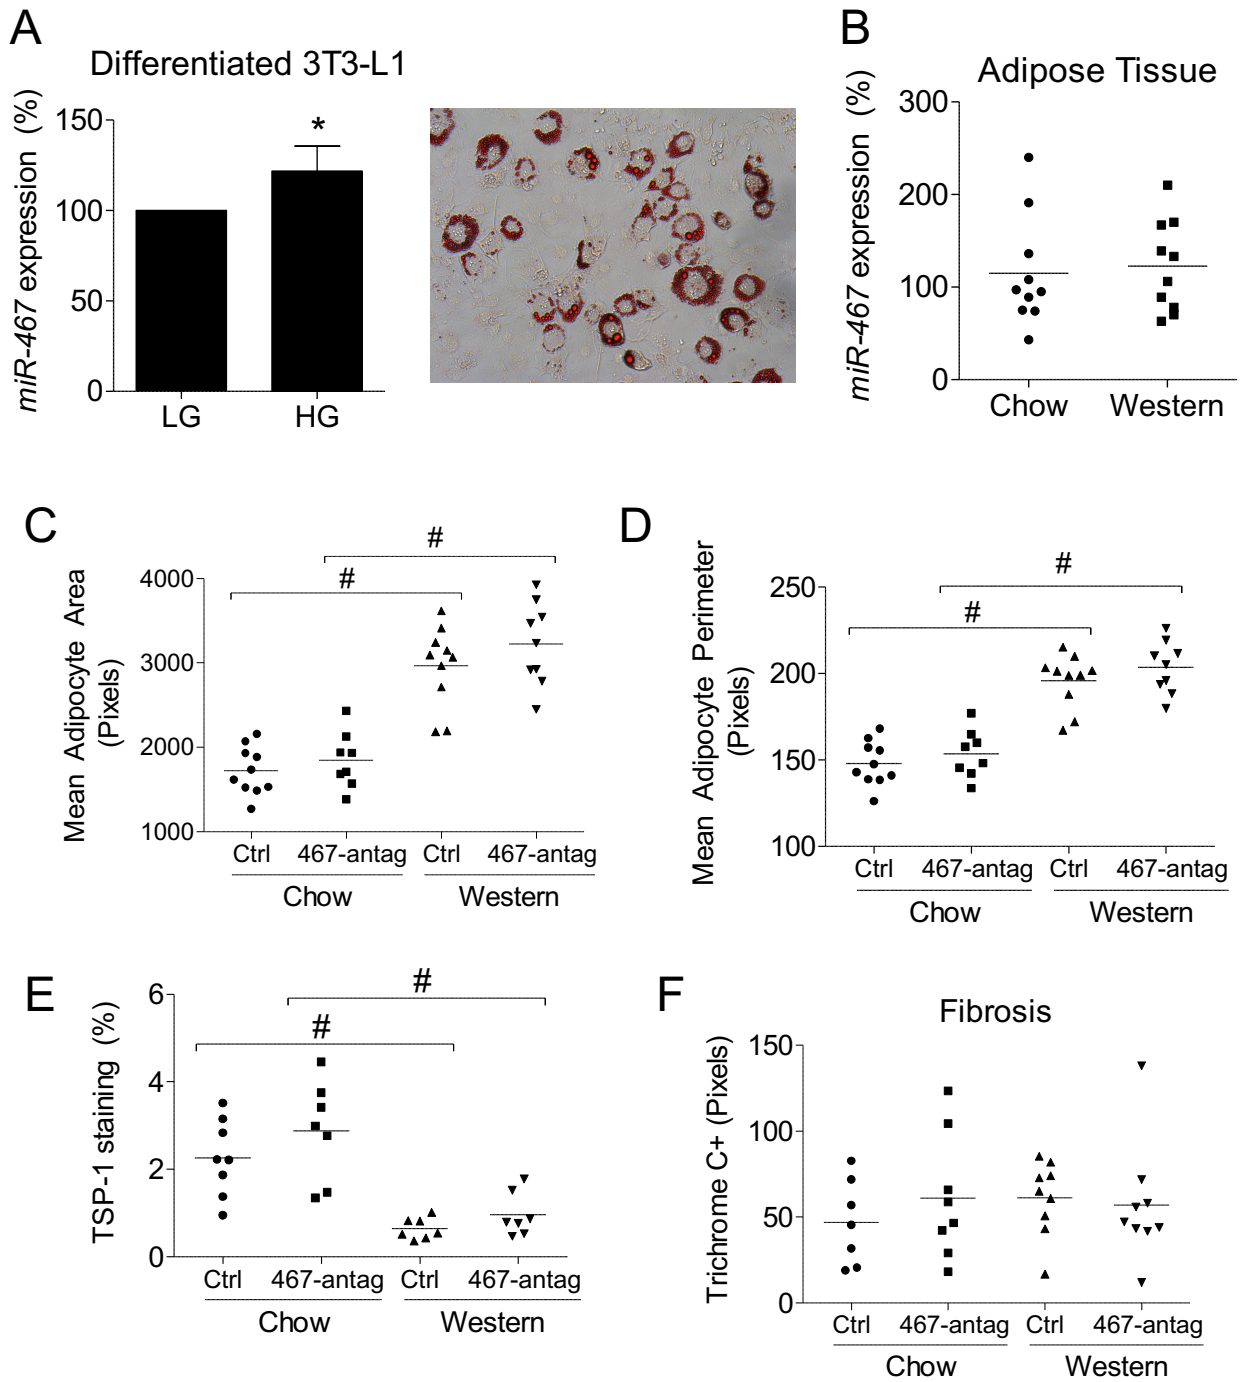 A
Differentiated 3T3-L1
miR-467 expression (%)
150
100
50
0
*
LG
HG
B
Adipose Tissue
miR-467 expression (%)
300
200
100
0
Chow
Western
C
Mean Adipocyte Area
(Pixels)
4000
3000
2000
1000
#
#
Ctrl
467-antag
Ctrl
467-antag
Chow
Western
D
Mean Adipocyte Perimeter
(Pixels)
250
200
150
100
#
#
Ctrl
467-antag
Ctrl
467-antag
Chow
Western
E
TSP-1 staining (%)
6
4
2
0
#
#
Ctrl
467-antag
Ctrl
467-antag
Chow
Western
F
Fibrosis
Trichrome C+ (Pixels)
150
100
50
0
Ctrl
467-antag
Ctrl
467-antag
Chow
Western